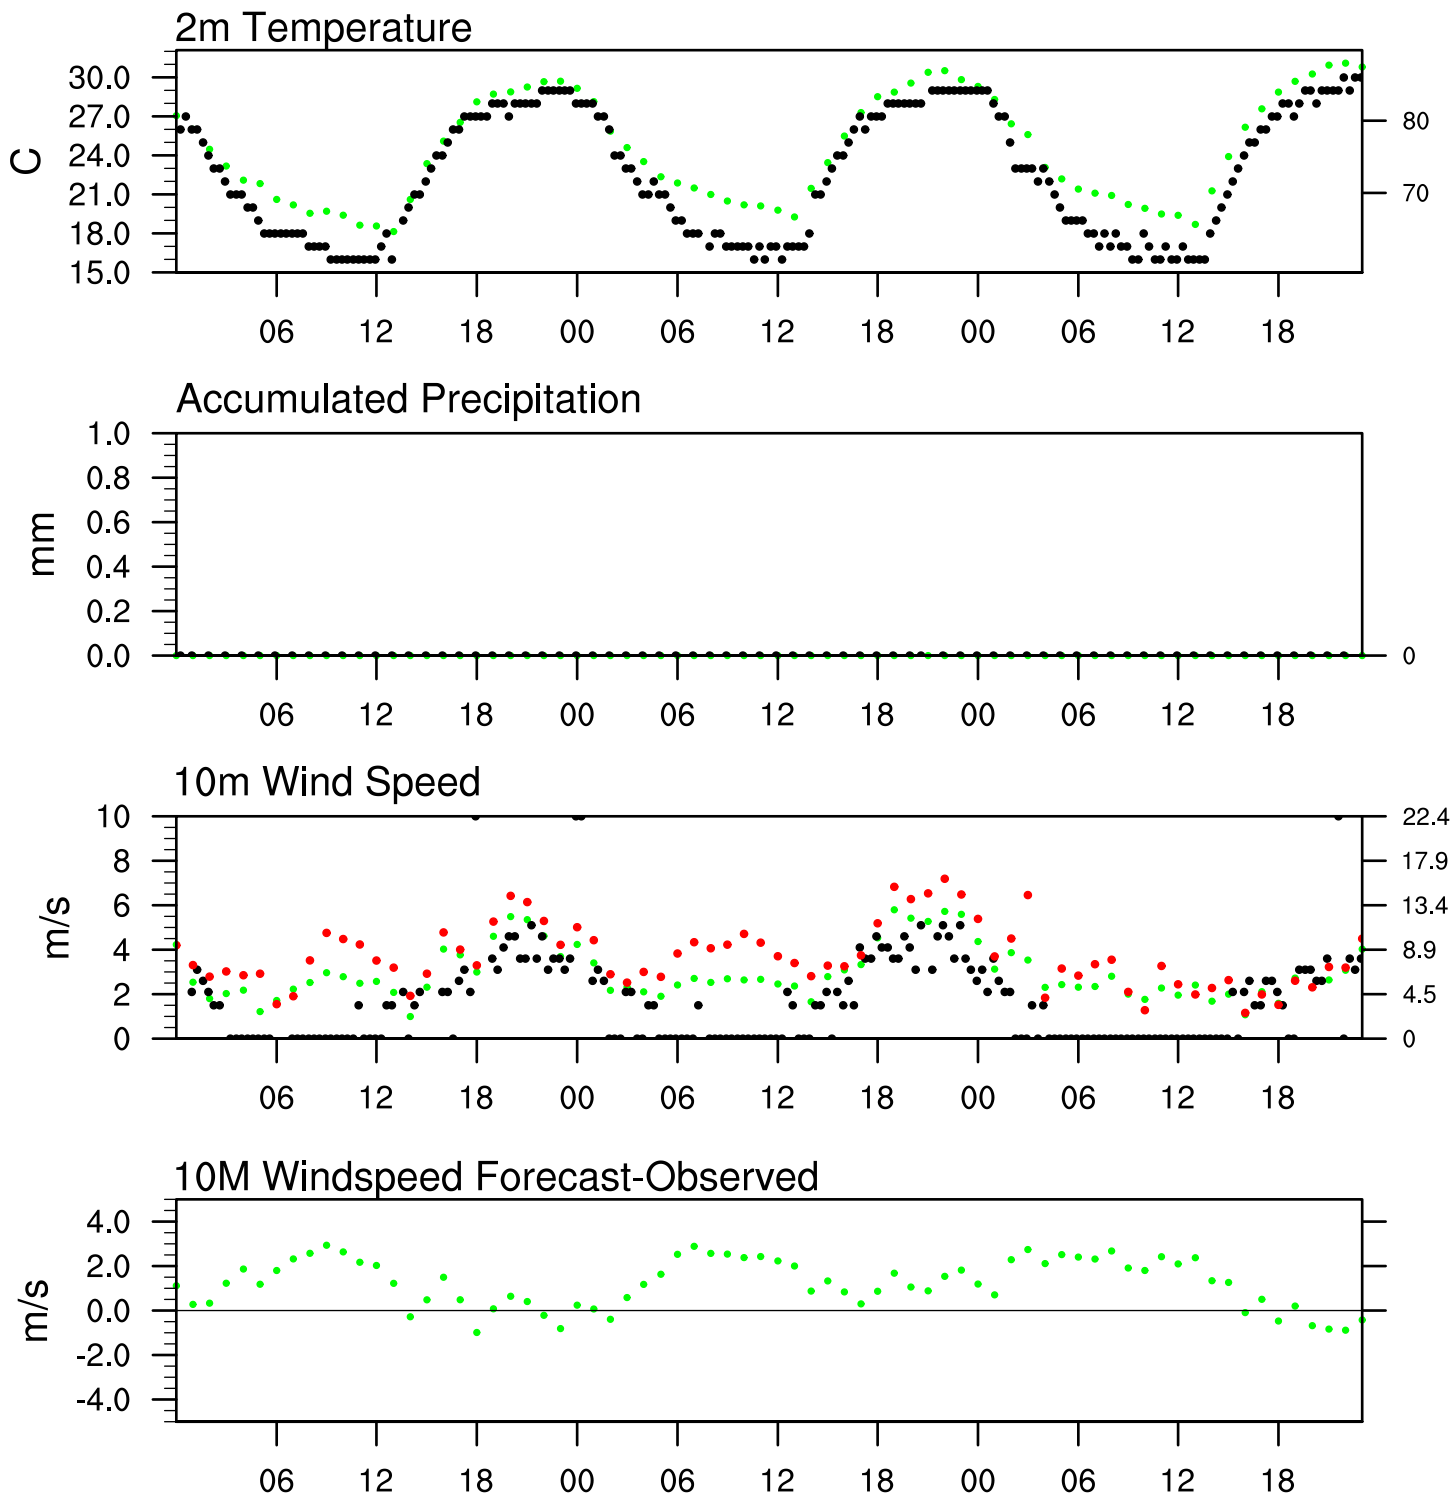 2m Temperature
30.0
27.0
24.0
21.0
18.0
15.0
C
80
70
06 12 18 00 06 12 18 00 06 12 18
Accumulated Precipitation
1.0
0.8
0.6
0.4
0.2
0.0
mm
0
06 12 18 00 06 12 18 00 06 12 18
10m Wind Speed
10
8
6
4
2
0
m/s
22.4
17.9
13.4
8.9
4.5
0
06 12 18 00 06 12 18 00 06 12 18
10M Windspeed Forecast-Observed
4.0
2.0
0.0
-2.0
-4.0
m/s
06 12 18 00 06 12 18 00 06 12 18